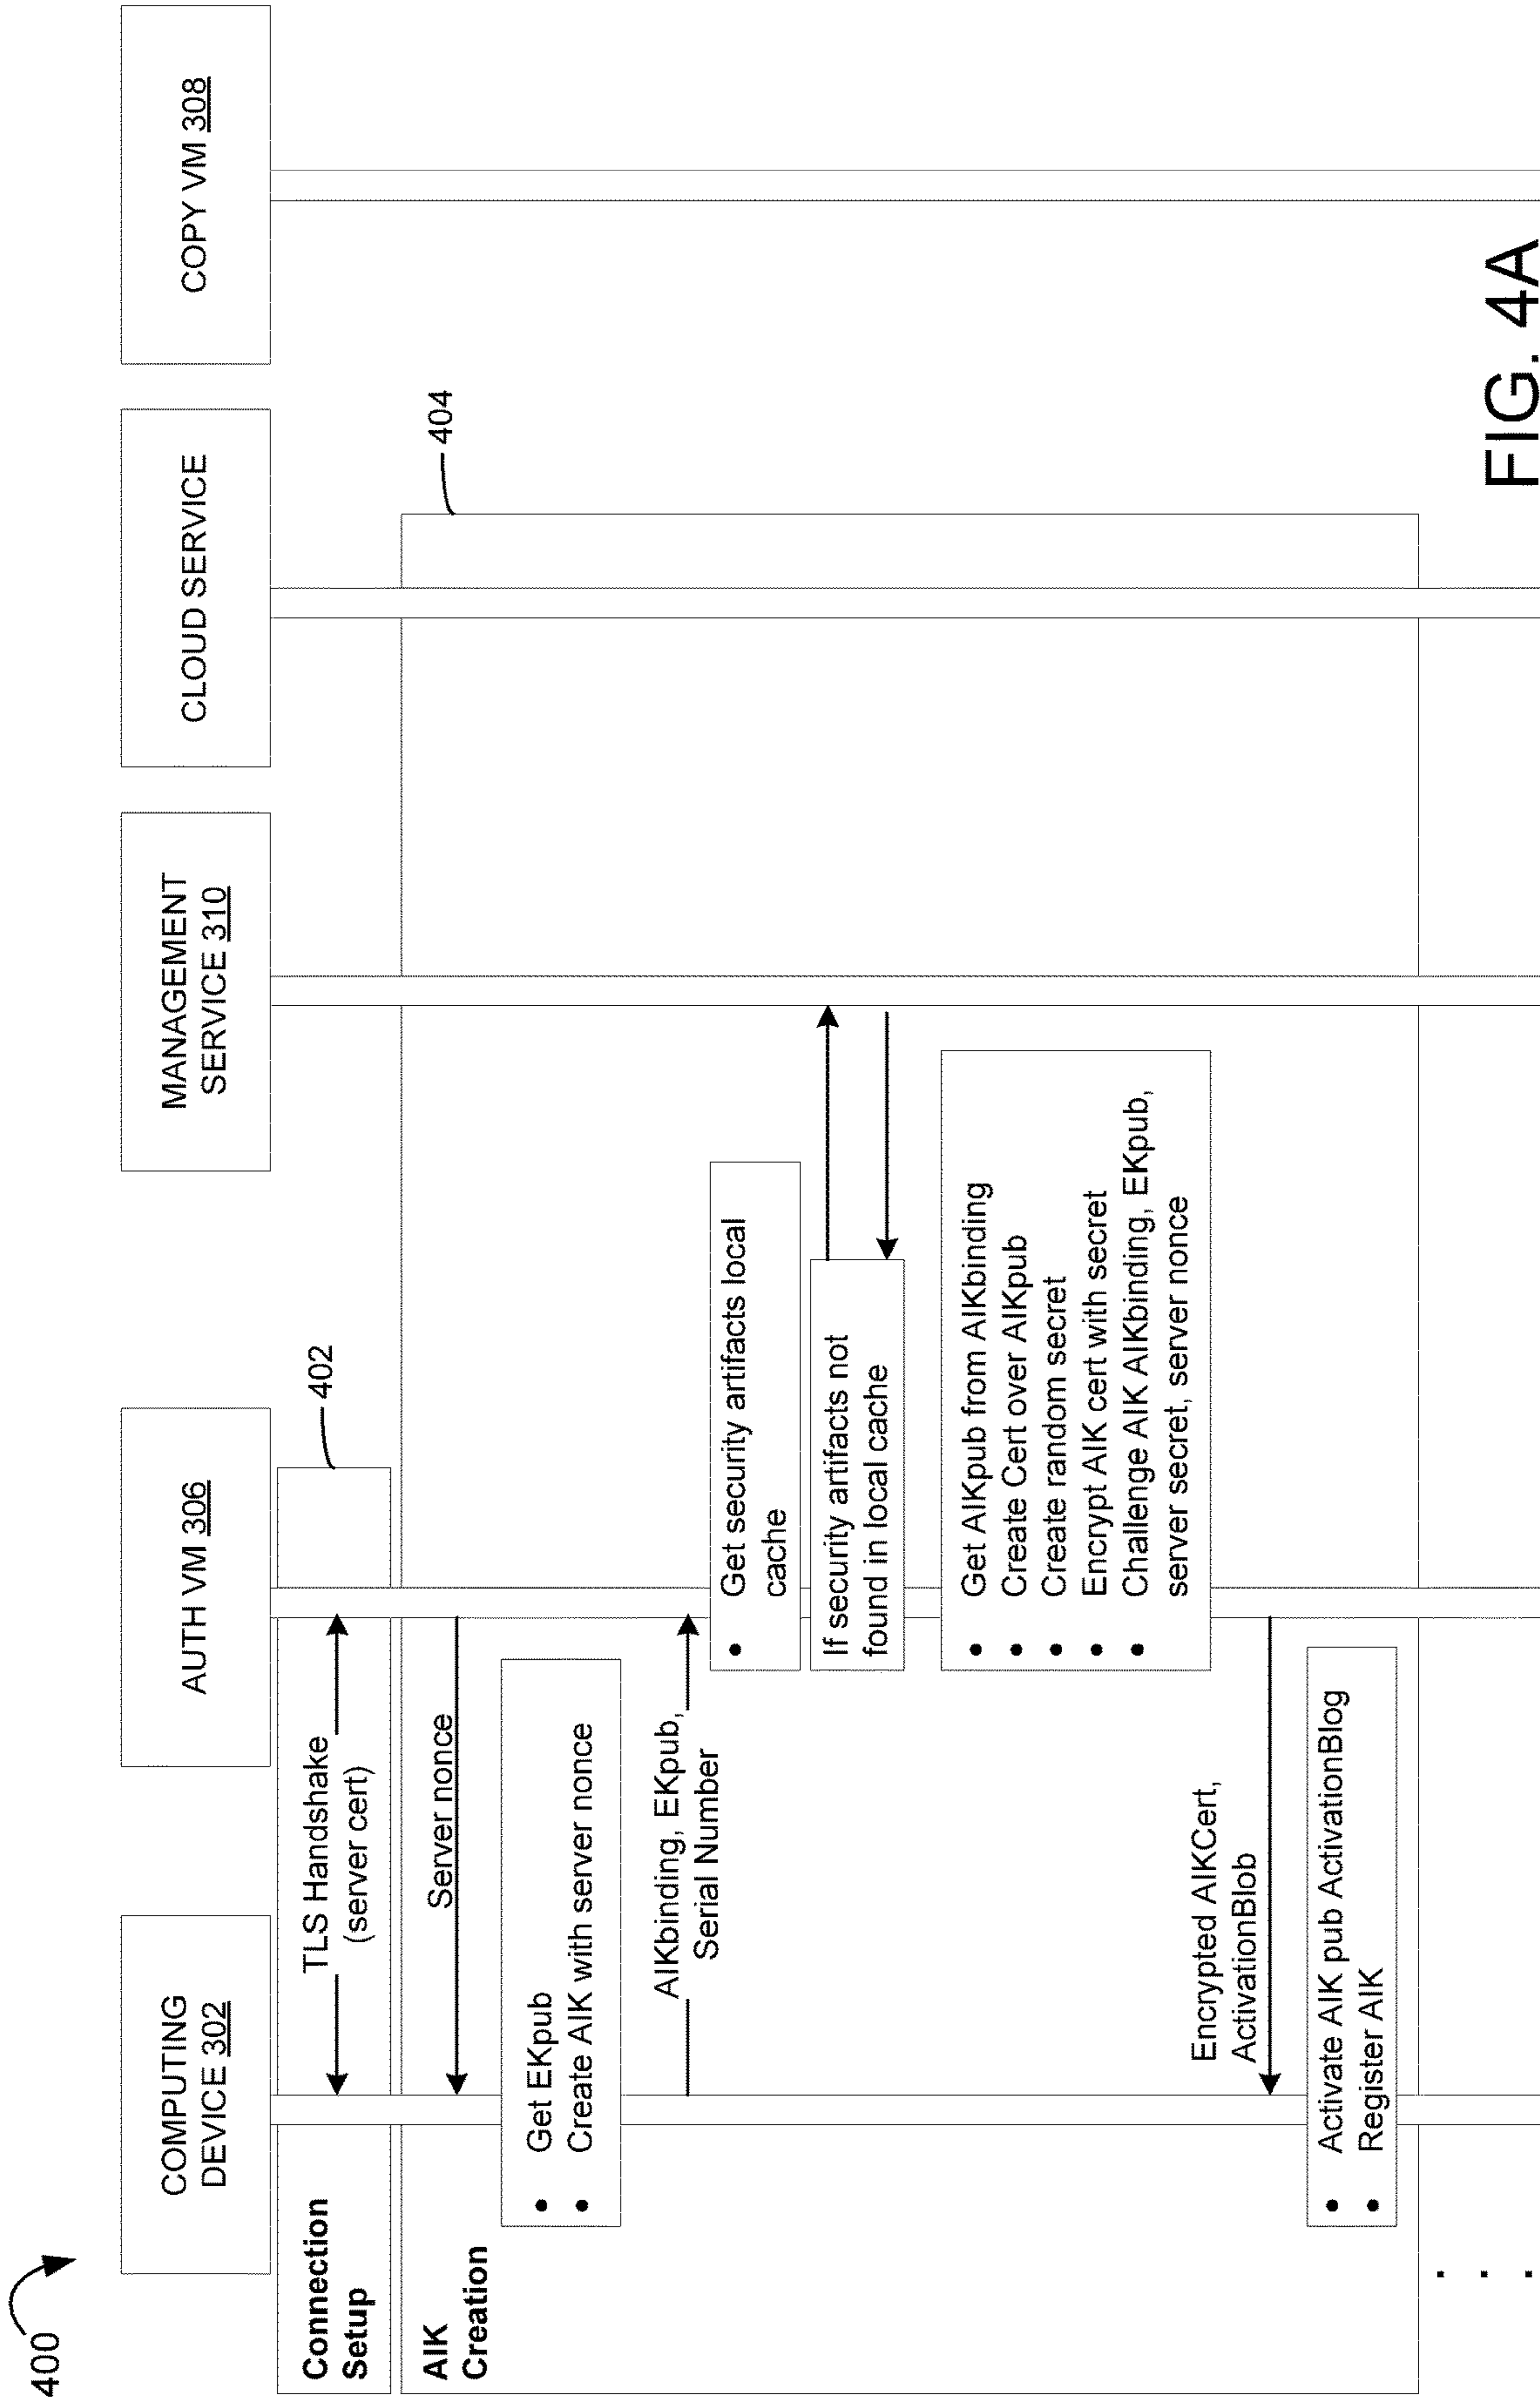 400
COMPUTING
DEVICE 302
AUTH VM 306
MANAGEMENT
SERVICE 310
CLOUD SERVICE
COPY VM 308
Connection
Setup
TLS Handshake
(server cert)
402
AIK
Creation
Server nonce
404
• Get EKpub
• Create AIK with server nonce
AIKbinding, EKpub,
Serial Number
• Get security artifacts local
cache
If security artifacts not
found in local cache
• Get AIKpub from AIKbinding
• Create Cert over AIKpub
• Create random secret
• Encrypt AIK cert with secret
• Challenge AIK AIKbinding, EKpub,
server secret, server nonce
Encrypted AIKCert,
ActivationBlob
• Activate AIK pub ActivationBlog
• Register AIK
FIG. 4A